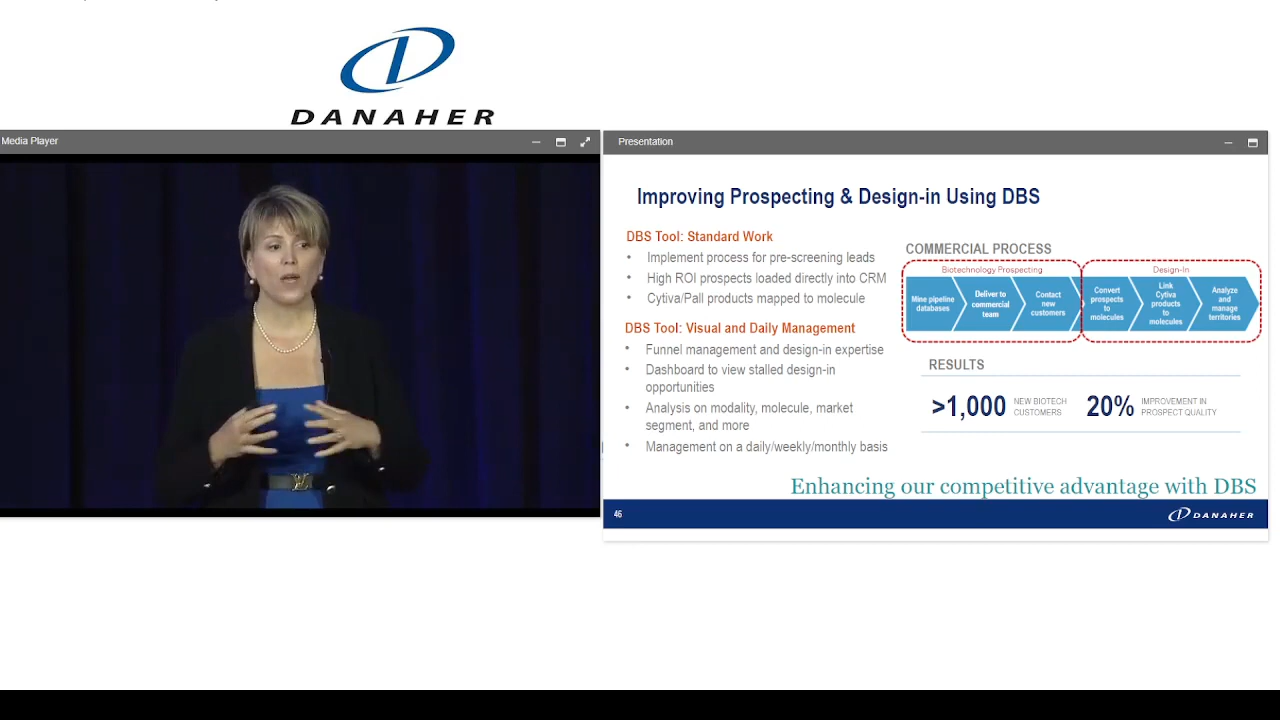 DANAHER
Media Player
Presentation
Improving Prospecting & Design-in Using DBS
DBS Tool: Standard Work
• Implement process for pre-screening leads
• High ROI prospects loaded directly into CRM
• Cytiva/Pall products mapped to molecule
DBS Tool: Visual and Daily Management
• Funnel management and design-in expertise
• Dashboard to view stalled design-in
opportunities
• Analysis on modality, molecule, market
segment, and more
• Management on a daily/weekly/monthly basis
COMMERCIAL PROCESS
Biotechnology Prospecting
Mine pipeline
databases
Deliver to
commercial
team
Contact
new
customers
Design-In
Convert
prospects
to
molecules
Link
Cytiva
products
to
molecules
Analyze
and
manage
territories
RESULTS
>1,000 NEW BIOTECH
CUSTOMERS
20% IMPROVEMENT IN
PROSPECT QUALITY
Enhancing our competitive advantage with DBS
46
DANAHER